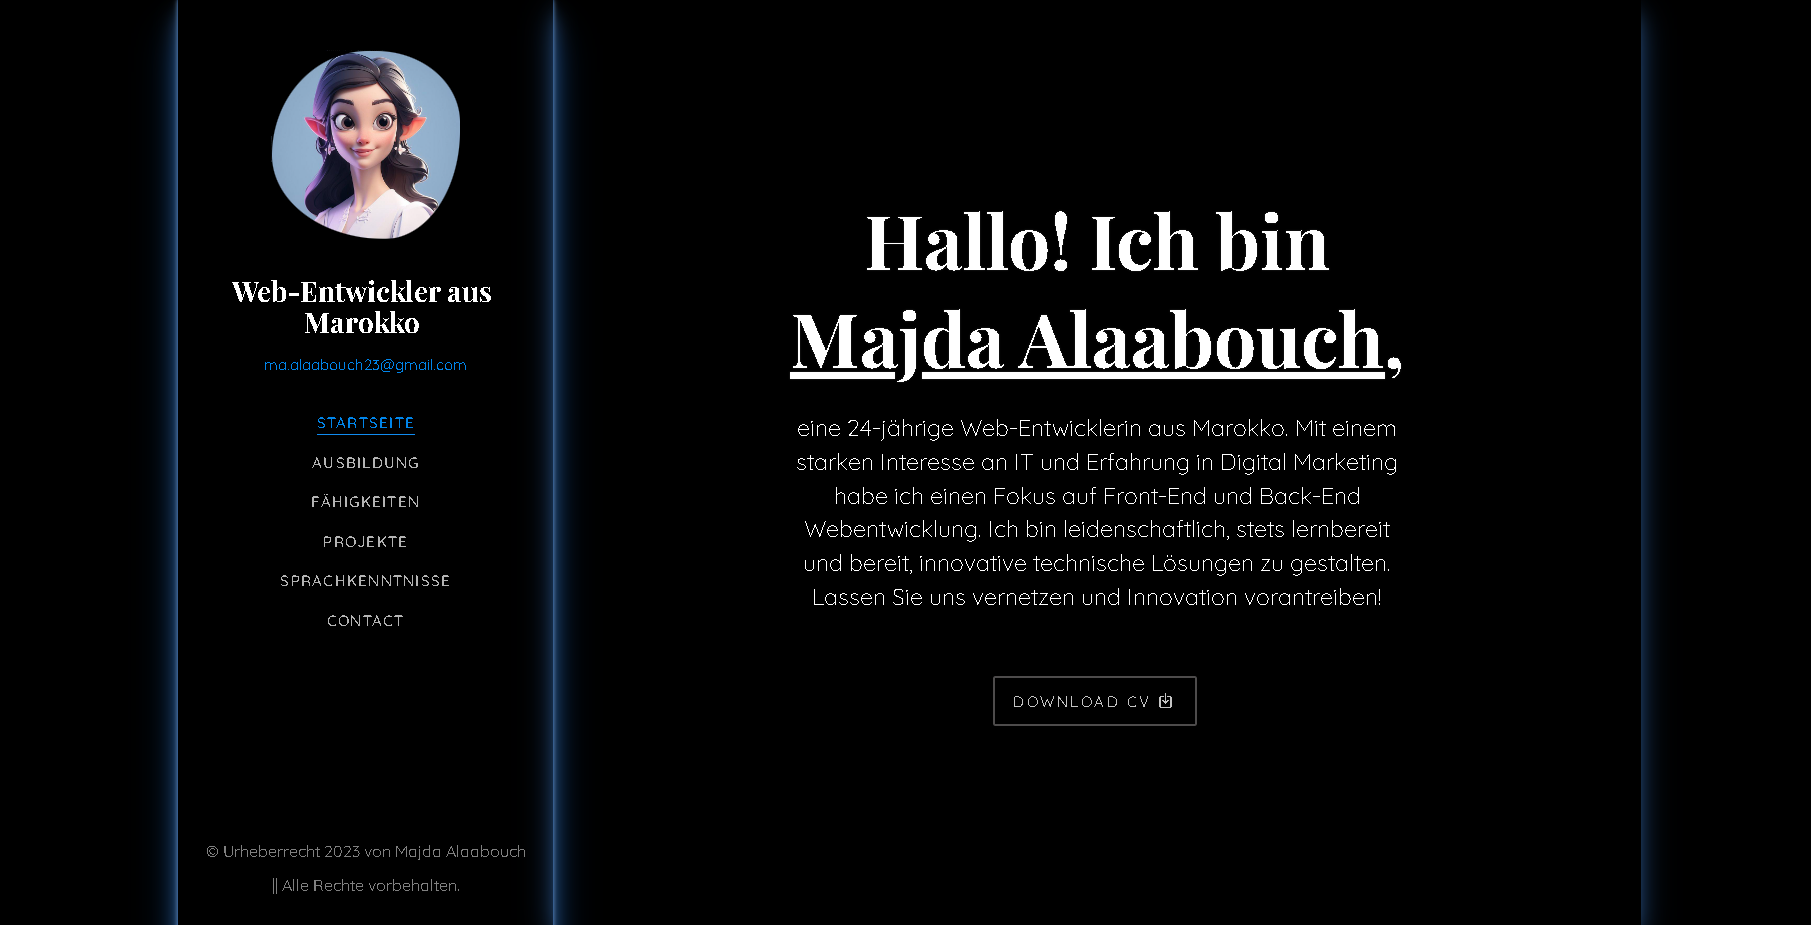 Web-Entwickler aus
Marokko
ma.alaabouch23@gmail.com
STARTSEITE
AUSBILDUNG
FÄHIGKEITEN
PROJEKTE
SPRACHKENNTNISSE
CONTACT
© Urheberrecht 2023 von Majda Alaabouch
|| Alle Rechte vorbehalten.
Hallo! Ich bin
Majda Alaabouch,
eine 24-jährige Web-Entwicklerin aus Marokko. Mit einem
starken Interesse an IT und Erfahrung in Digital Marketing
habe ich einen Fokus auf Front-End und Back-End
Webentwicklung. Ich bin leidenschaftlich, stets lernbereit
und bereit, innovative technische Lösungen zu gestalten.
Lassen Sie uns vernetzen und Innovation vorantreiben!
DOWNLOAD CV